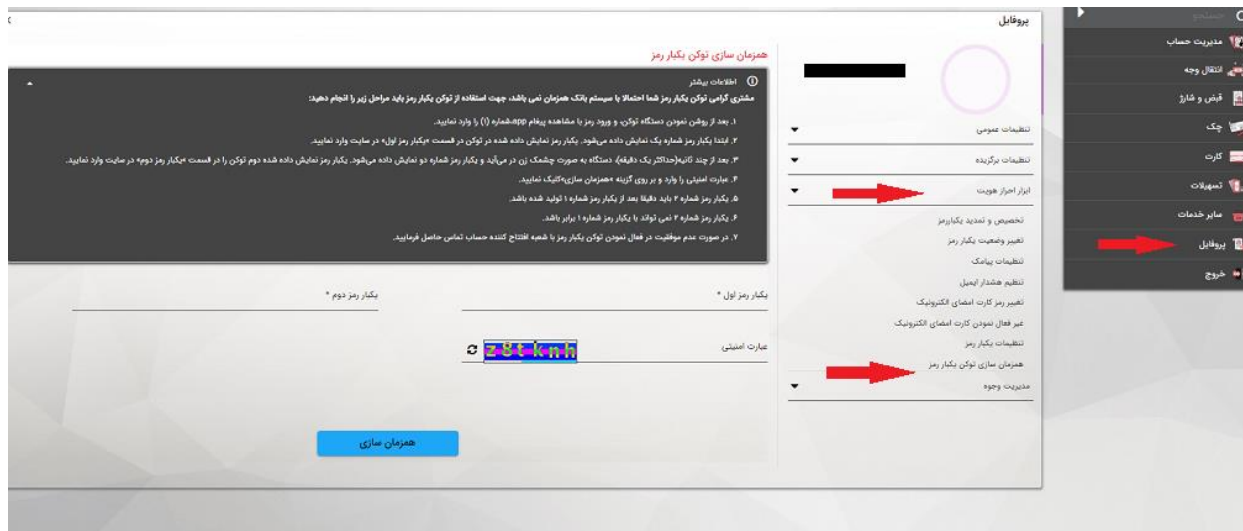 جستجو
مدیریت حساب
انتقال وجه
قبض و شارژ
چک
کارت
تسهیلات
سایر خدمات
پروفایل
خروج
پروفایل
تنظیمات عمومی
تنظیمات برگزیده
ابزار احراز هویت
تخصیص و تمدید یکباررمز
تغییر وضعیت یکبار رمز
تنظیمات پیامک
تنظیم هشدار ایمیل
تغییر رمز کارت امضای الکترونیک
غیر فعال نمودن کارت امضای الکترونیک
تنظیمات یکبار رمز
همزمان سازی توکن یکبار رمز
مدیریت وجوه
همزمان سازی توکن یکبار رمز
اطلاعات بیشتر
مشتری گرامی توکن یکبار رمز شما احتمالا با سیستم بانک همزمان نمی باشد، جهت استفاده از توکن یکبار رمز باید مراحل زیر را انجام دهید:
۱. بعد از روشن نمودن دستگاه توکن، و ورود رمز با مشاهده پیغام app،شماره (۱) را وارد نمایید.
۲. ابتدا یکبار رمز شماره یک نمایش داده می‌شود. یکبار رمز نمایش داده شده در توکن در قسمت «یکبار رمز اول» در سایت وارد نمایید.
۳. بعد از چند ثانیه(حداکثر یک دقیقه)، دستگاه به صورت چشمک زن در می‌آید و یکبار رمز شماره دو نمایش داده می‌شود. یکبار رمز نمایش داده شده دوم توکن را در قسمت «یکبار رمز دوم» در سایت وارد نمایید.
۴. عبارت امنیتی را وارد و بر روی گزینه «همزمان سازی»کلیک نمایید.
۵. یکبار رمز شماره ۲ باید دقیقا بعد از یکبار رمز شماره ۱ تولید شده باشد.
۶. یکبار رمز شماره ۲ نمی تواند با یکبار رمز شماره ۱ برابر باشد.
۷. در صورت عدم موفقیت در فعال نمودن توکن یکبار رمز با شعبه افتتاح کننده حساب تماس حاصل فرمایید.
یکبار رمز اول * یکبار رمز دوم *
عبارت امنیتی z8tknh
همزمان سازی